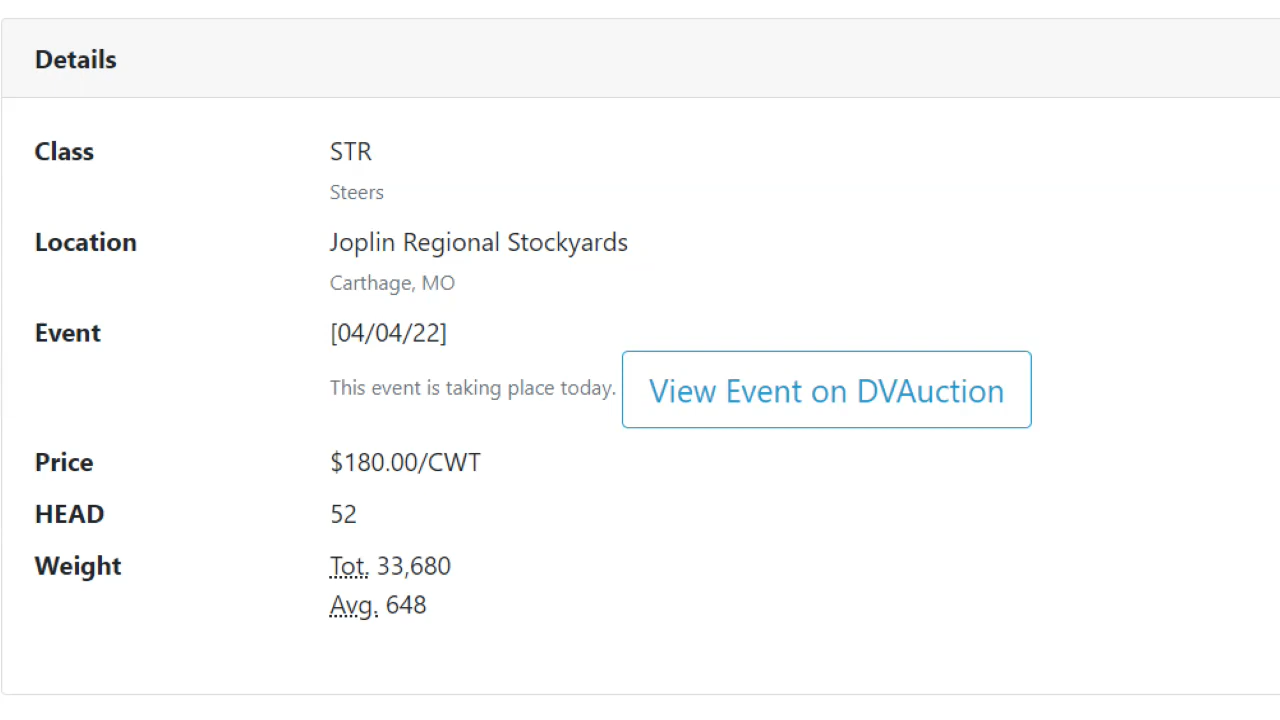 Details
Class STR
Steers
Location Joplin Regional Stockyards
Carthage, MO
Event [04/04/22]
This event is taking place today. View Event on DVAuction
Price $180.00/CWT
HEAD 52
Weight Tot. 33,680
Avg. 648